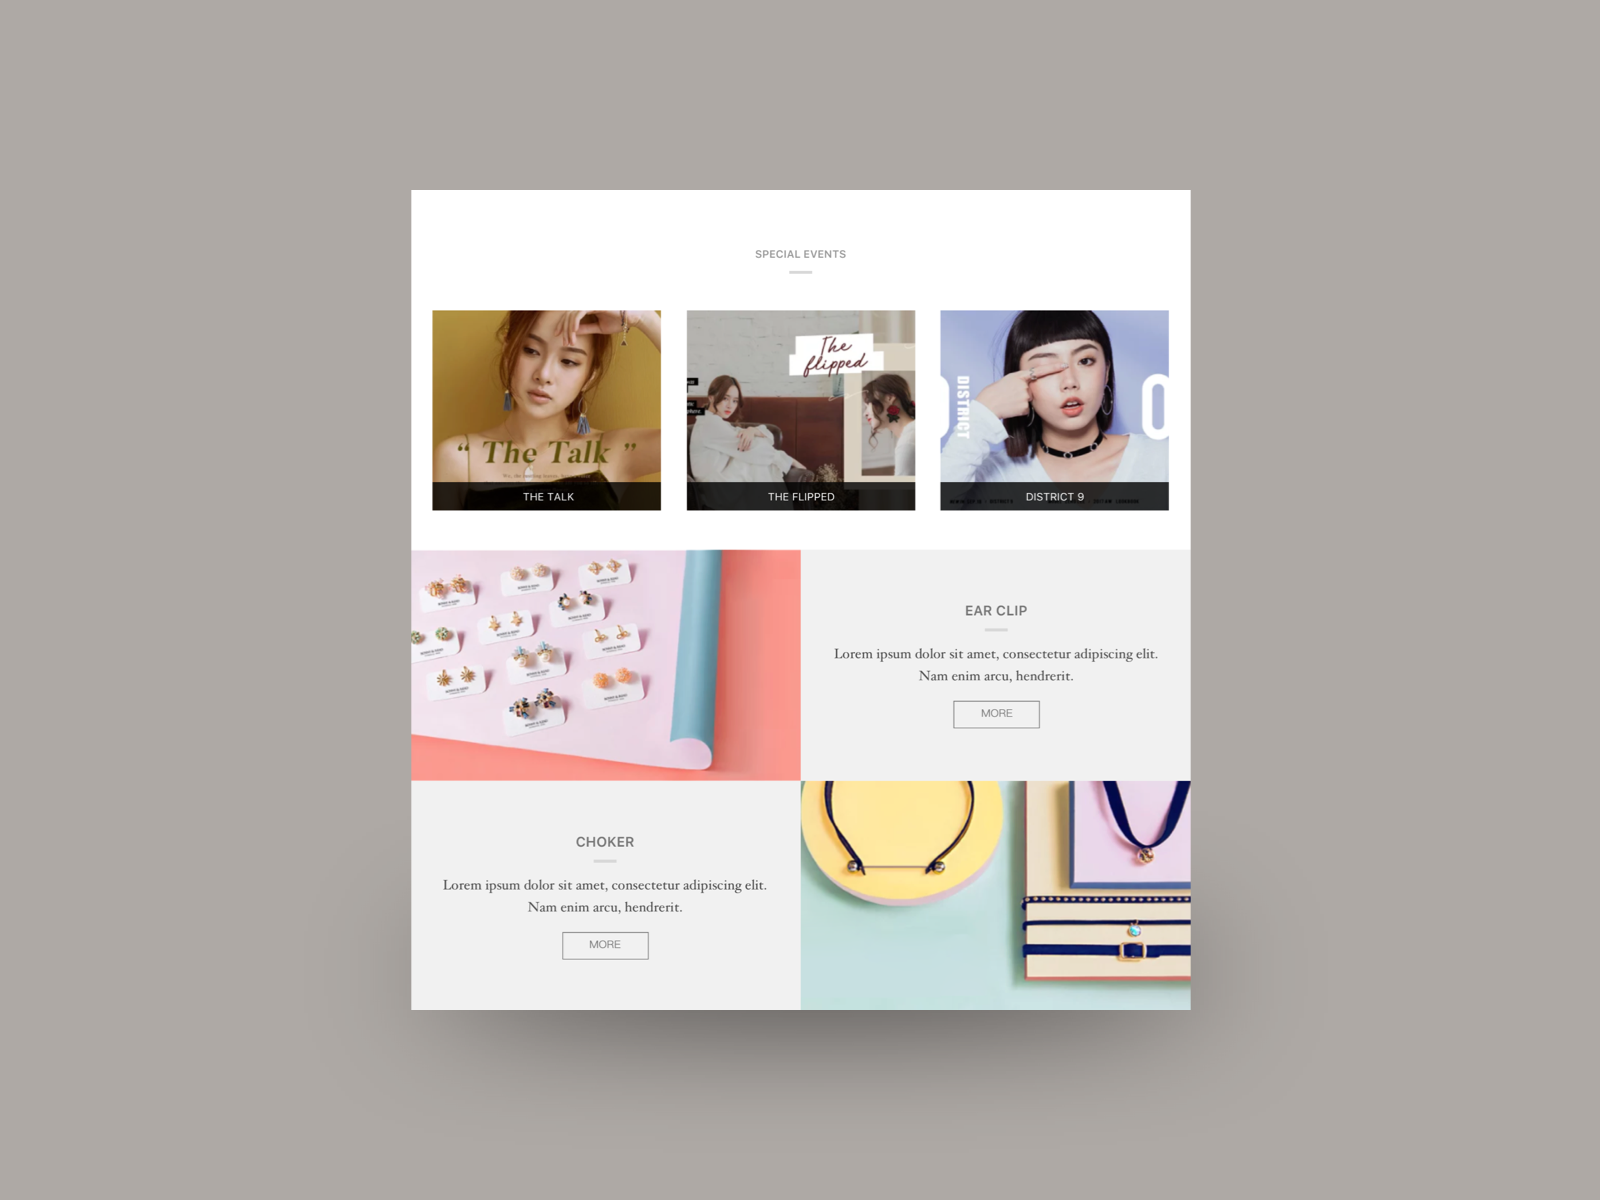 SPECIAL EVENTS
The
flipped
DISTRICT
“ The Talk ”
THE TALK
THE FLIPPED
DISTRICT 9
EAR CLIP
Lorem ipsum dolor sit amet, consectetur adipiscing elit.
Nam enim arcu, hendrerit.
MORE
CHOKER
Lorem ipsum dolor sit amet, consectetur adipiscing elit.
Nam enim arcu, hendrerit.
MORE